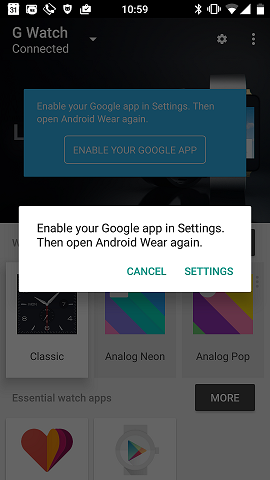 31
10:59
G Watch
Connected
Enable your Google app in Settings. Then
open Android Wear again.
ENABLE YOUR GOOGLE APP
L
Enable your Google app in Settings.
Then open Android Wear again.
CANCEL SETTINGS
W
Classic
Analog Neon
Analog Pop
Essential watch apps
MORE